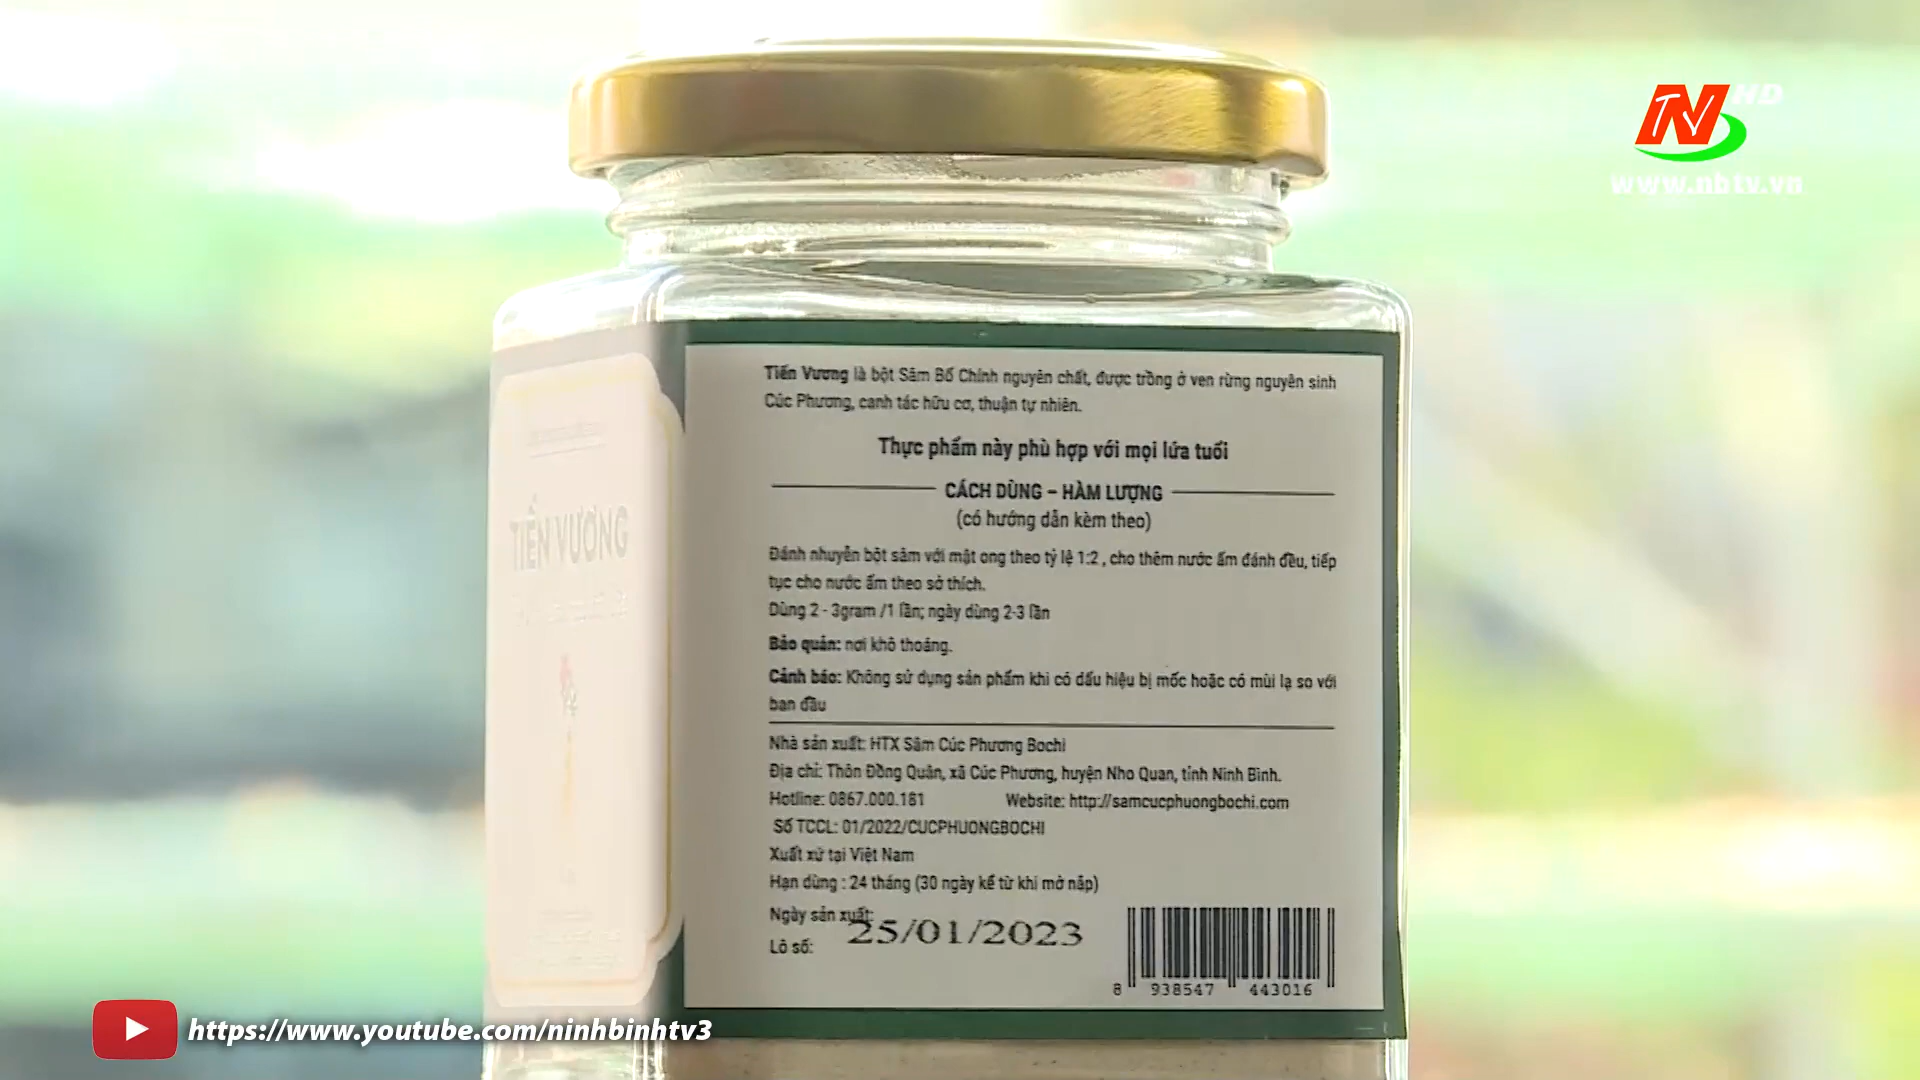 NTV HD
www.nbtv.vn
Tiến Vương là bột Sâm Bố Chính nguyên chất, được trồng ở ven rừng nguyên sinh
Cúc Phương, canh tác hữu cơ, thuận tự nhiên.
Thực phẩm này phù hợp với mọi lứa tuổi
CÁCH DÙNG – HÀM LƯỢNG
(có hướng dẫn kèm theo)
Đánh nhuyễn bột sâm với mật ong theo tỷ lệ 1:2 , cho thêm nước ấm đánh đều, tiếp
tục cho nước ấm theo sở thích.
Dùng 2 - 3gram /1 lần; ngày dùng 2-3 lần
Bảo quản: nơi khô thoáng.
Cảnh báo: Không sử dụng sản phẩm khi có dấu hiệu bị mốc hoặc có mùi lạ so với
ban đầu
Nhà sản xuất: HTX Sâm Cúc Phương Bochi
Địa chỉ: Thôn Đồng Quân, xã Cúc Phương, huyện Nho Quan, tỉnh Ninh Bình.
Hotline: 0867.000.181 Website: http://samcucphuongbochi.com
Số TCCL: 01/2022/CUCPHUONGBOCHI
Xuất xứ tại Việt Nam
Hạn dùng : 24 tháng (30 ngày kể từ khi mở nắp)
Ngày sản xuất: 25/01/2023
Lô số:
8 938547 443016
TIẾN VƯƠNG
https://www.youtube.com/ninhbinhtv3